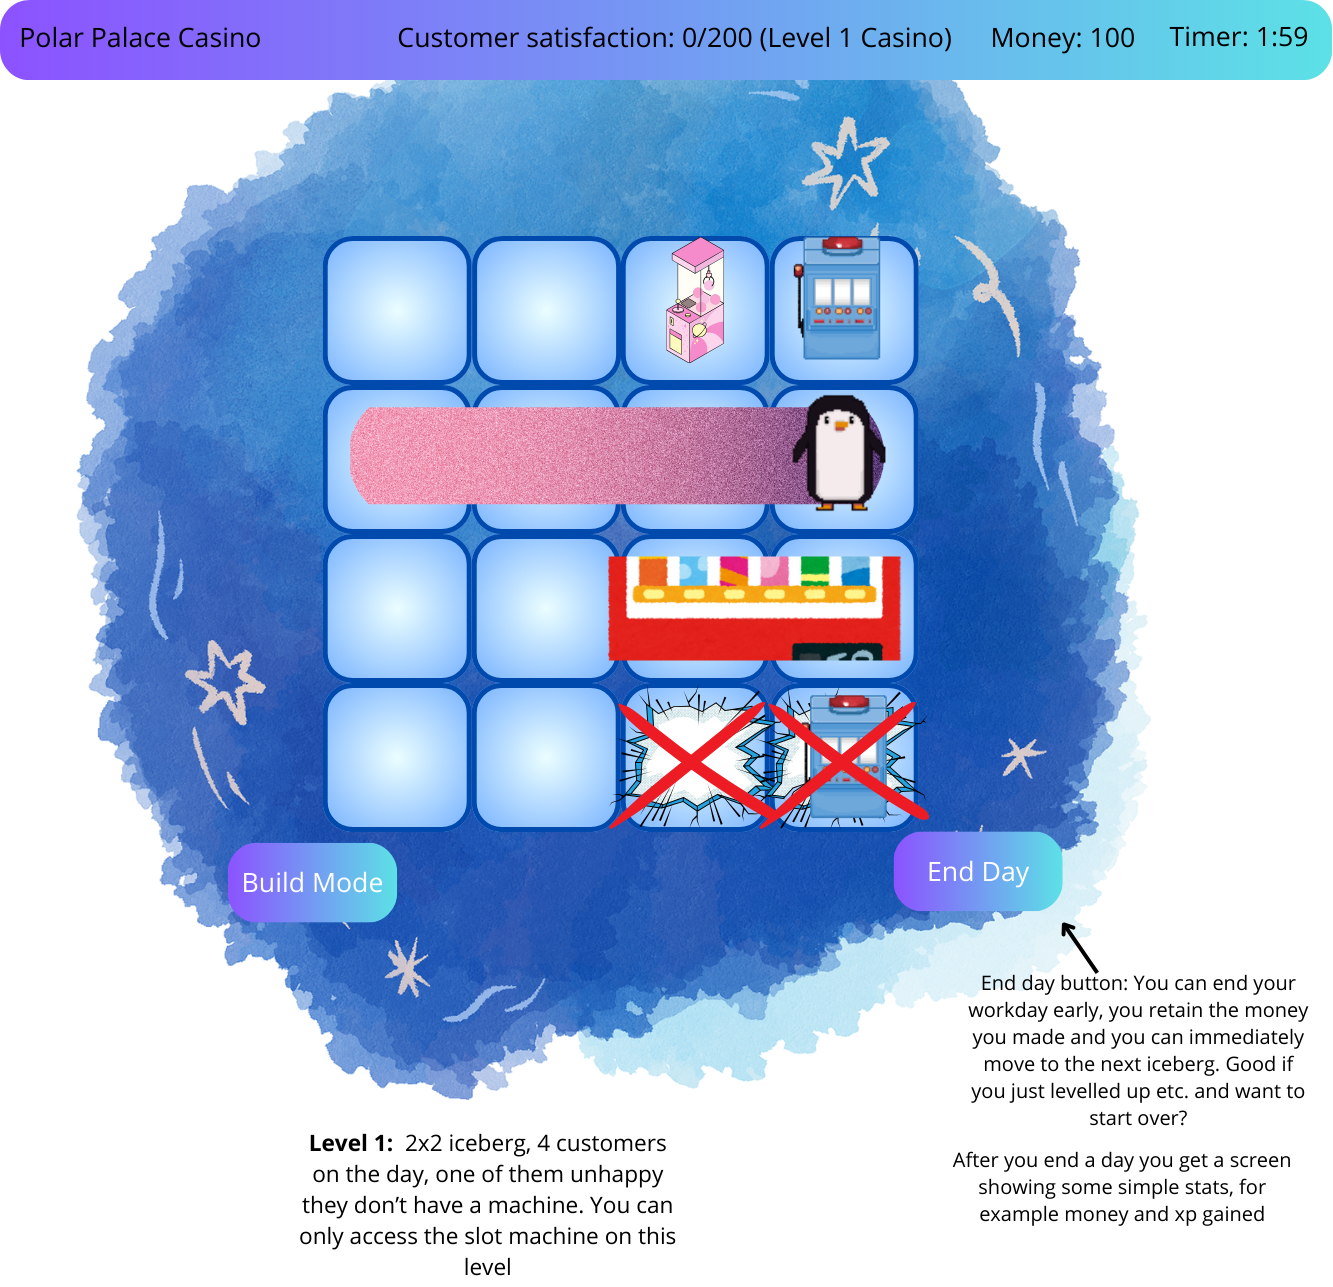 Polar Palace Casino
Customer satisfaction: 0/200 (Level 1 Casino)
Money: 100
Timer: 1:59
Build Mode
End Day
End day button: You can end your
workday early, you retain the money
you made and you can immediately
move to the next iceberg. Good if
you just levelled up etc. and want to
start over?
After you end a day you get a screen
showing some simple stats, for
example money and xp gained
Level 1:  2x2 iceberg, 4 customers
on the day, one of them unhappy
they don’t have a machine. You can
only access the slot machine on this
level